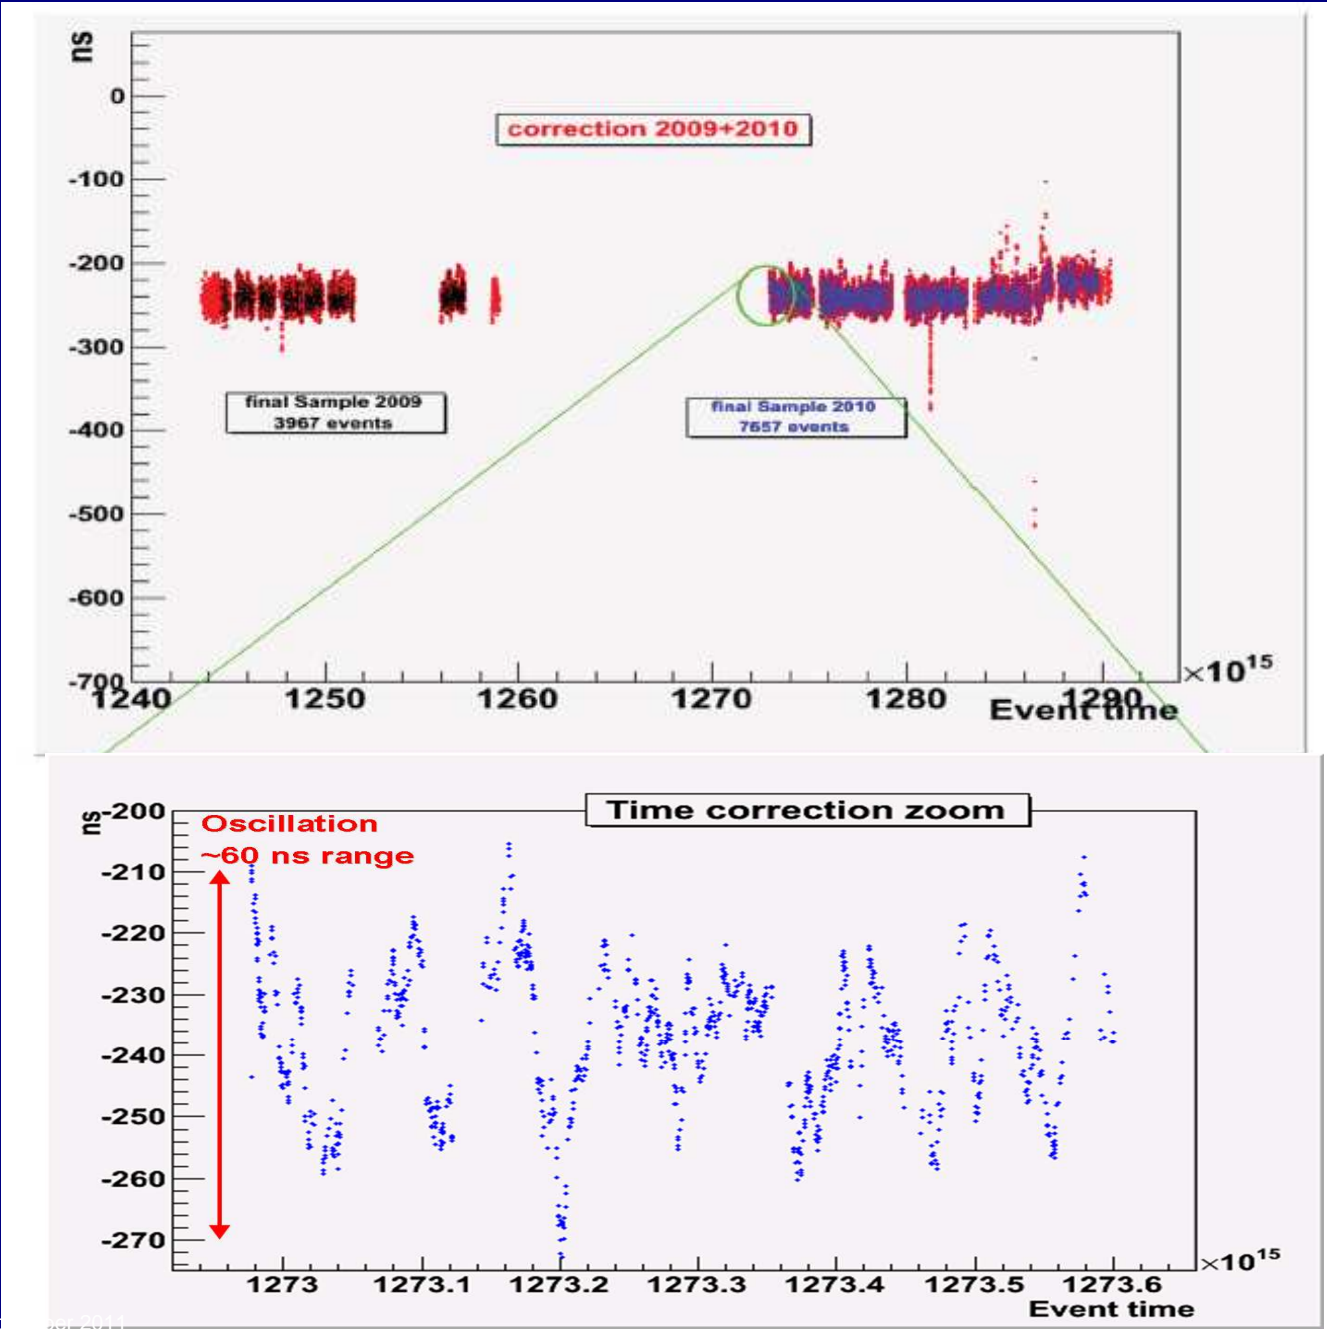 ns
0
-100
-200
-300
-400
-500
-600
-700
correction 2009+2010
final Sample 2009
3967 events
final Sample 2010
7657 events
1240 1250 1260 1270 1280 1290
×10¹⁵
Event time
ns
-200
-210
-220
-230
-240
-250
-260
-270
Time correction zoom
Oscillation
~60 ns range
1273 1273.1 1273.2 1273.3 1273.4 1273.5 1273.6
×10¹⁵
Event time
2011